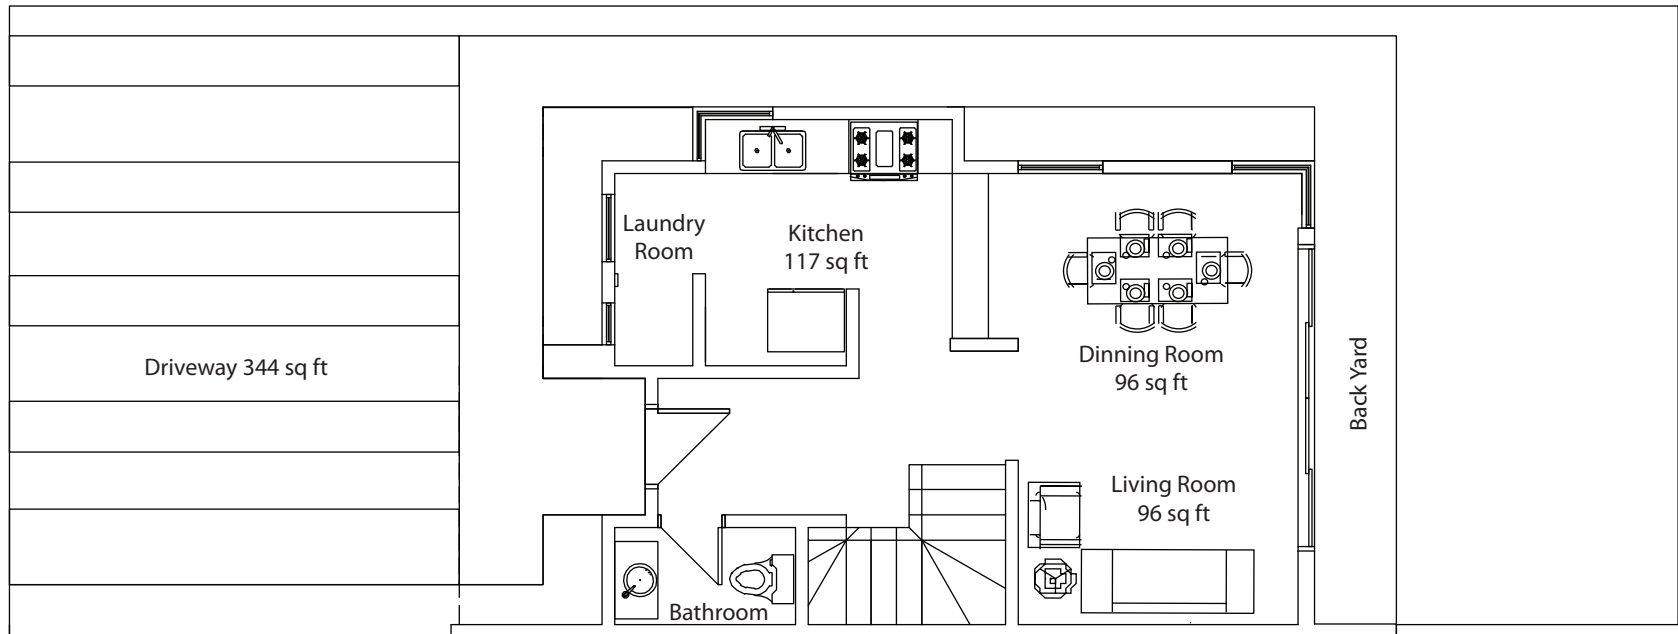 Laundry
Room
Kitchen
117 sq ft
Driveway 344 sq ft
Dinning Room
96 sq ft
Back Yard
Living Room
96 sq ft
Bathroom